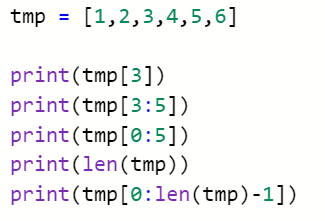 tmp = [1,2,3,4,5,6]
print(tmp[3])
print(tmp[3:5])
print(tmp[0:5])
print(len(tmp))
print(tmp[0:len(tmp)-1])